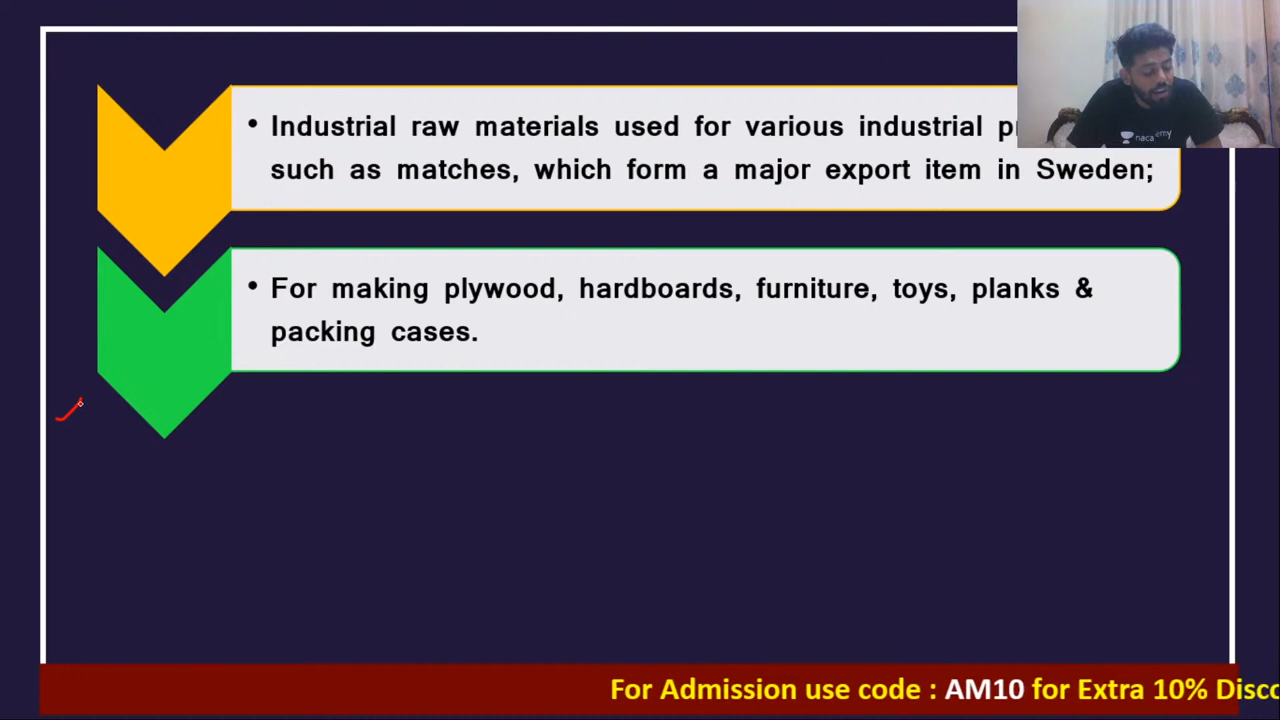 • Industrial raw materials used for various industrial
such as matches, which form a major export item in Sweden;
• For making plywood, hardboards, furniture, toys, planks &
packing cases.
For Admission use code : AM10 for Extra 10%